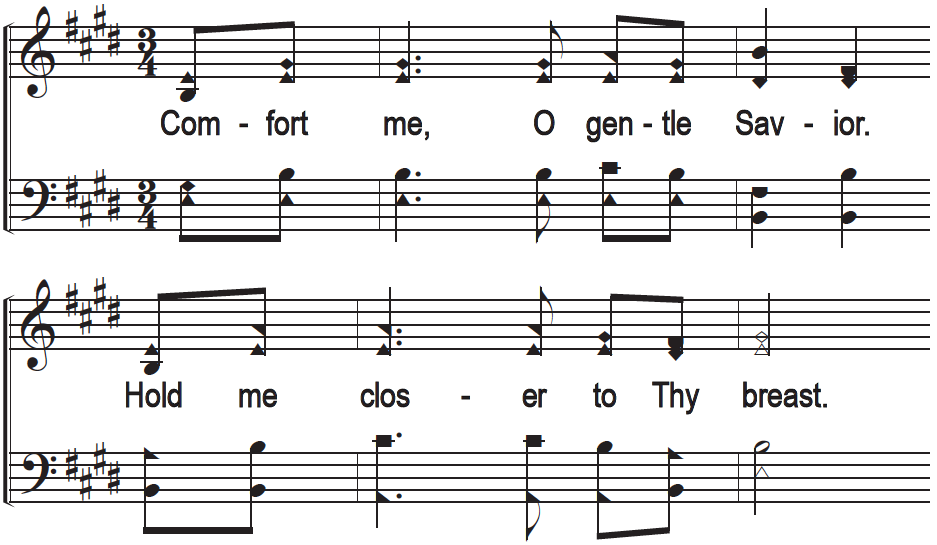 Com - fort me, O gen - tle Sav - ior.
Hold me clos - er to Thy breast.